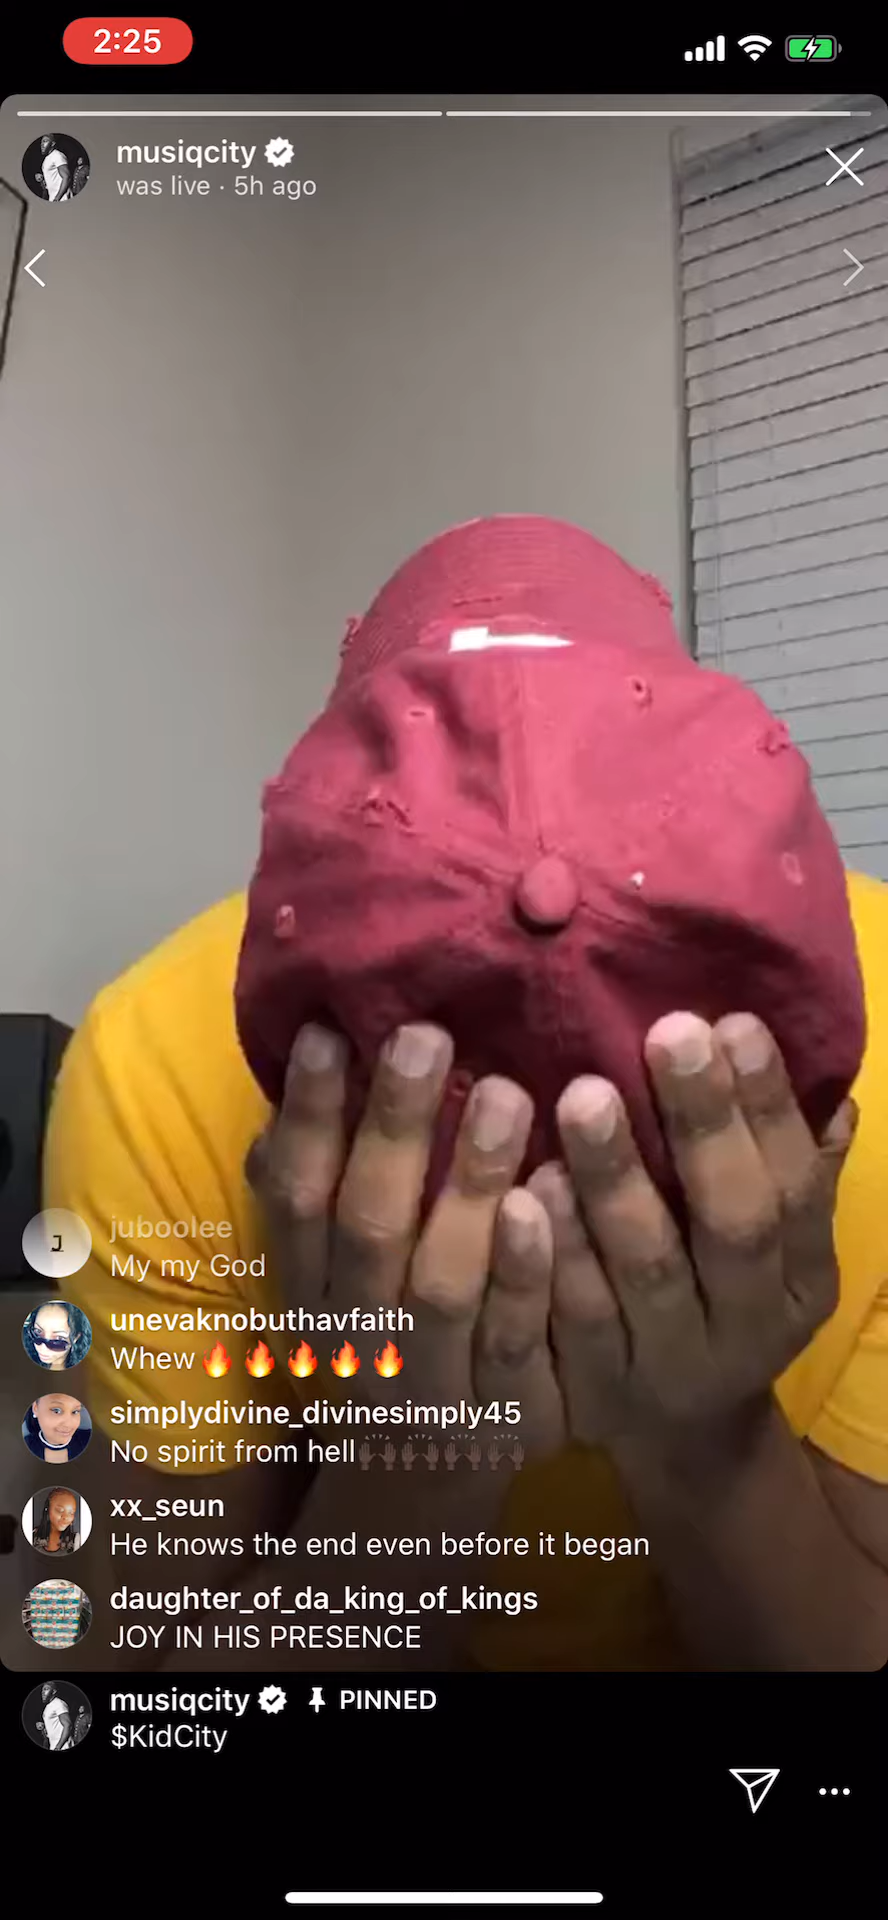 2:25
musiqcity
was live · 5h ago
J
juboolee
My my God
unevaknobuthavfaith
Whew🔥🔥🔥🔥🔥
simplydivine_divinesimply45
No spirit from hell🙌🏿🙌🏿🙌🏿🙌🏿
xx_seun
He knows the end even before it began
daughter_of_da_king_of_kings
JOY IN HIS PRESENCE
musiqcity PINNED
$KidCity